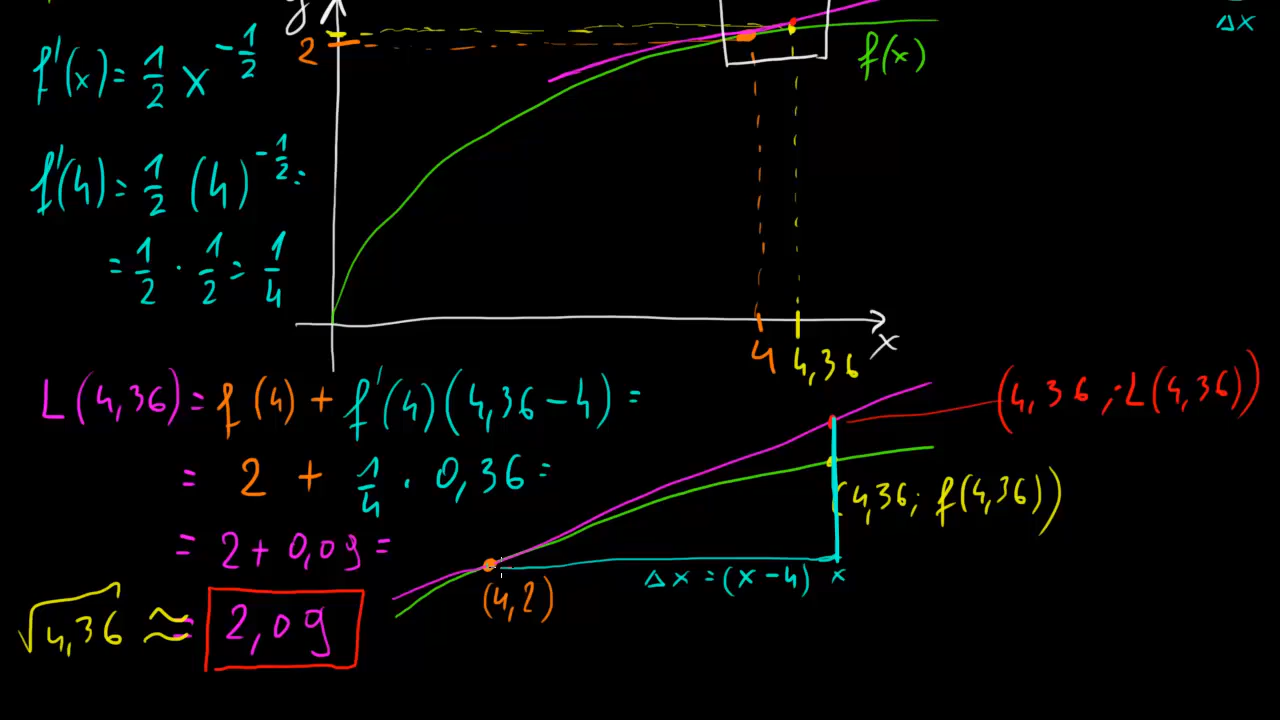 y
Δx
2
f'(x) = 1/2 x^(-1/2)
f(x)
f'(4) = 1/2 (4)^(-1/2) =
= 1/2 · 1/2 = 1/4
4 4,36 x
L(4,36) = f(4) + f'(4)(4,36-4) =
(4,36 ; L(4,36))
= 2 + 1/4 · 0,36 =
(4,36; f(4,36))
= 2 + 0,09 =
Δx = (x-4) x
(4,2)
√4,36 ≈ 2,09